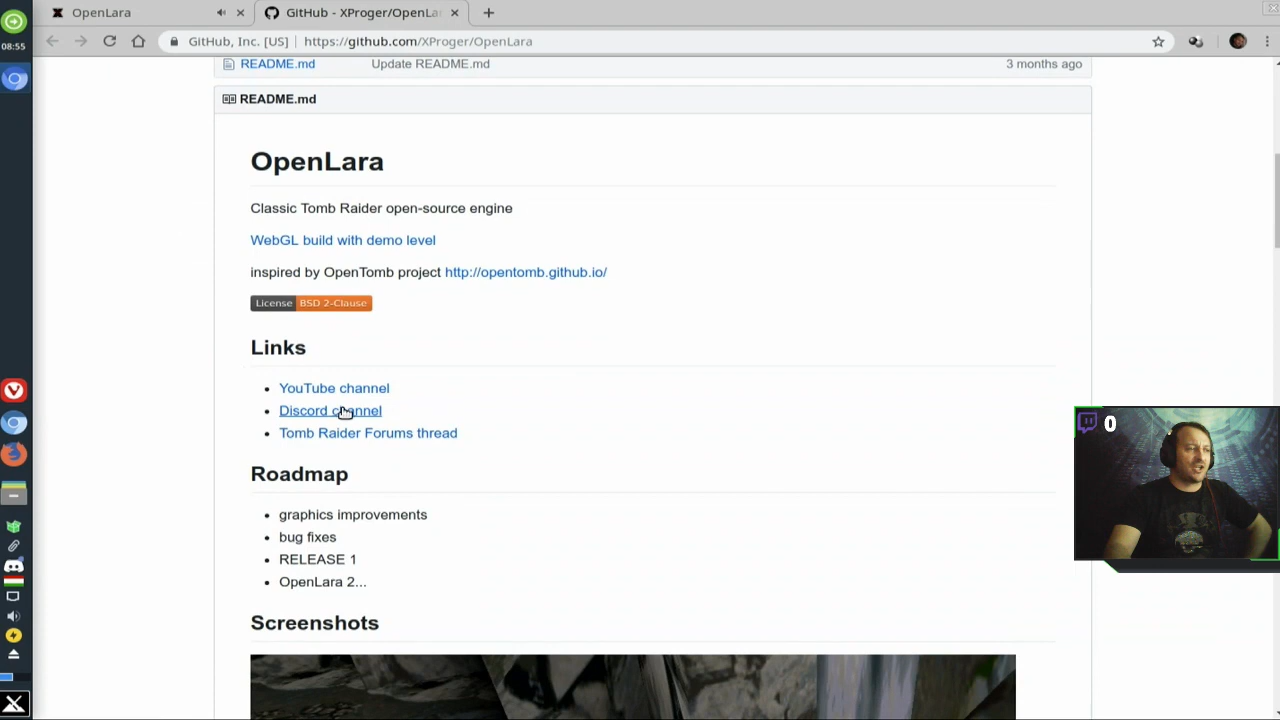 OpenLara
GitHub - XProger/OpenLa
08:55
GitHub, Inc. [US]
https://github.com/XProger/OpenLara
README.md
Update README.md
3 months ago
README.md
OpenLara
Classic Tomb Raider open-source engine
WebGL build with demo level
inspired by OpenTomb project http://opentomb.github.io/
License BSD 2-Clause
Links
YouTube channel
Discord channel
Tomb Raider Forums thread
0
Roadmap
graphics improvements
bug fixes
RELEASE 1
OpenLara 2...
Screenshots